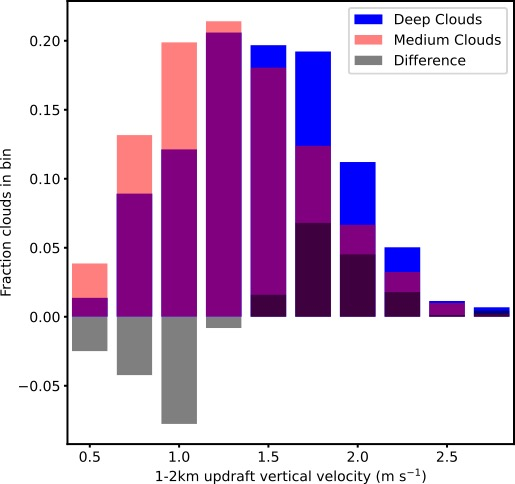 Deep Clouds
Medium Clouds
Difference
Fraction clouds in bin
0.20
0.15
0.10
0.05
0.00
−0.05
0.5 1.0 1.5 2.0 2.5
1-2km updraft vertical velocity (m s⁻¹)